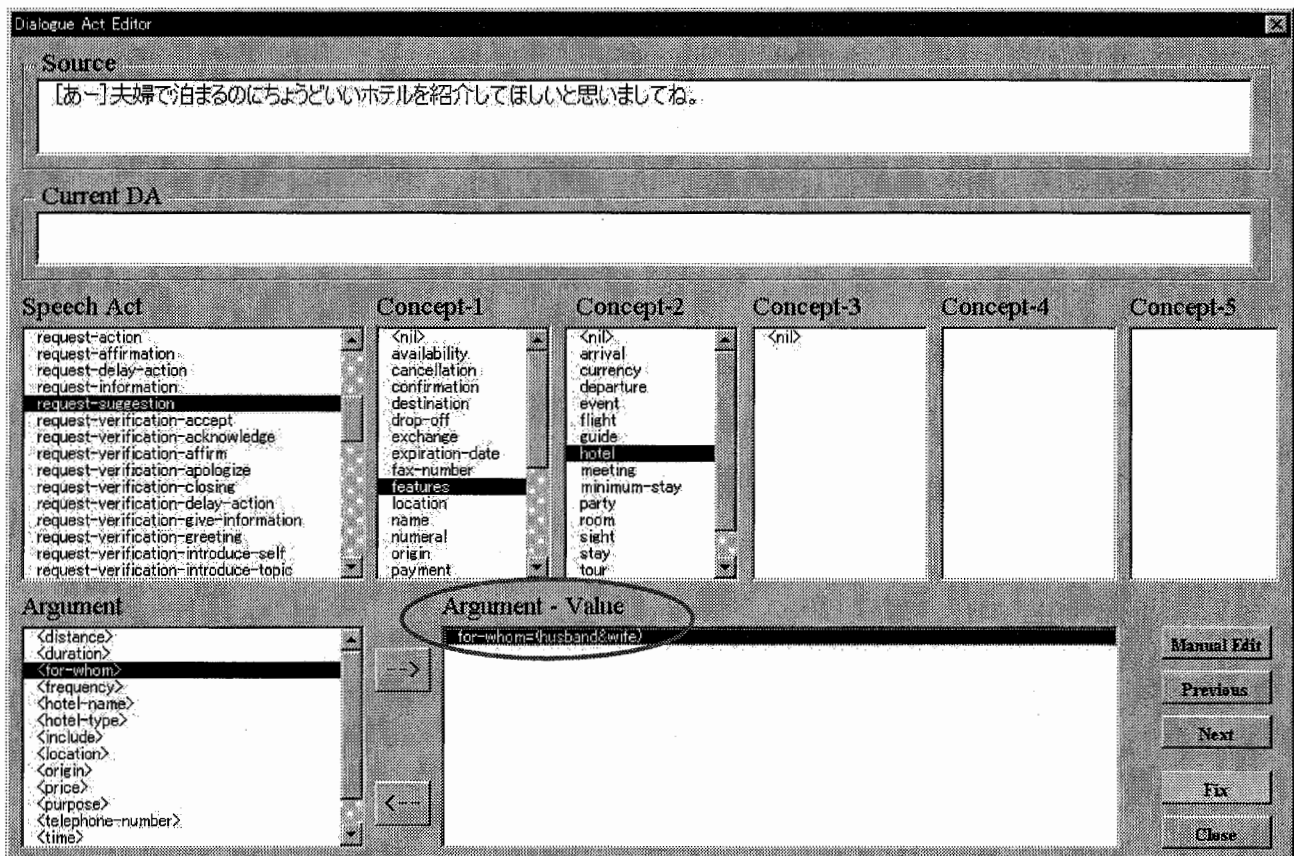 Dialogue Act Editor
Source
[あー]夫婦で泊まるのにちょうどいいホテルを紹介してほしいと思いましてね。
Current DA
Speech Act
request-action
request-affirmation
request-delay-action
request-information
request-suggestion
request-verification-accept
request-verification-acknowledge
request-verification-affirm
request-verification-apologize
request-verification-closing
request-verification-delay-action
request-verification-give-information
request-verification-greeting
request-verification-introduce-self
request-verification-introduce-topic
Concept-1
<nil>
availability
cancellation
confirmation
destination
drop-off
exchange
expiration-date
fax-number
features
location
name
numeral
origin
payment
Concept-2
<nil>
arrival
currency
departure
event
flight
guide
hotel
meeting
minimum-stay
party
room
sight
stay
tour
Concept-3
<nil>
Concept-4
Concept-5
Argument
<distance>
<duration>
<for-whom>
<frequency>
<hotel-name>
<hotel-type>
<include>
<location>
<origin>
<price>
<purpose>
<telephone-number>
<time>
-->
<--
Argument - Value
for-whom=(husband&wife)
Manual Edit
Previous
Next
Fix
Close